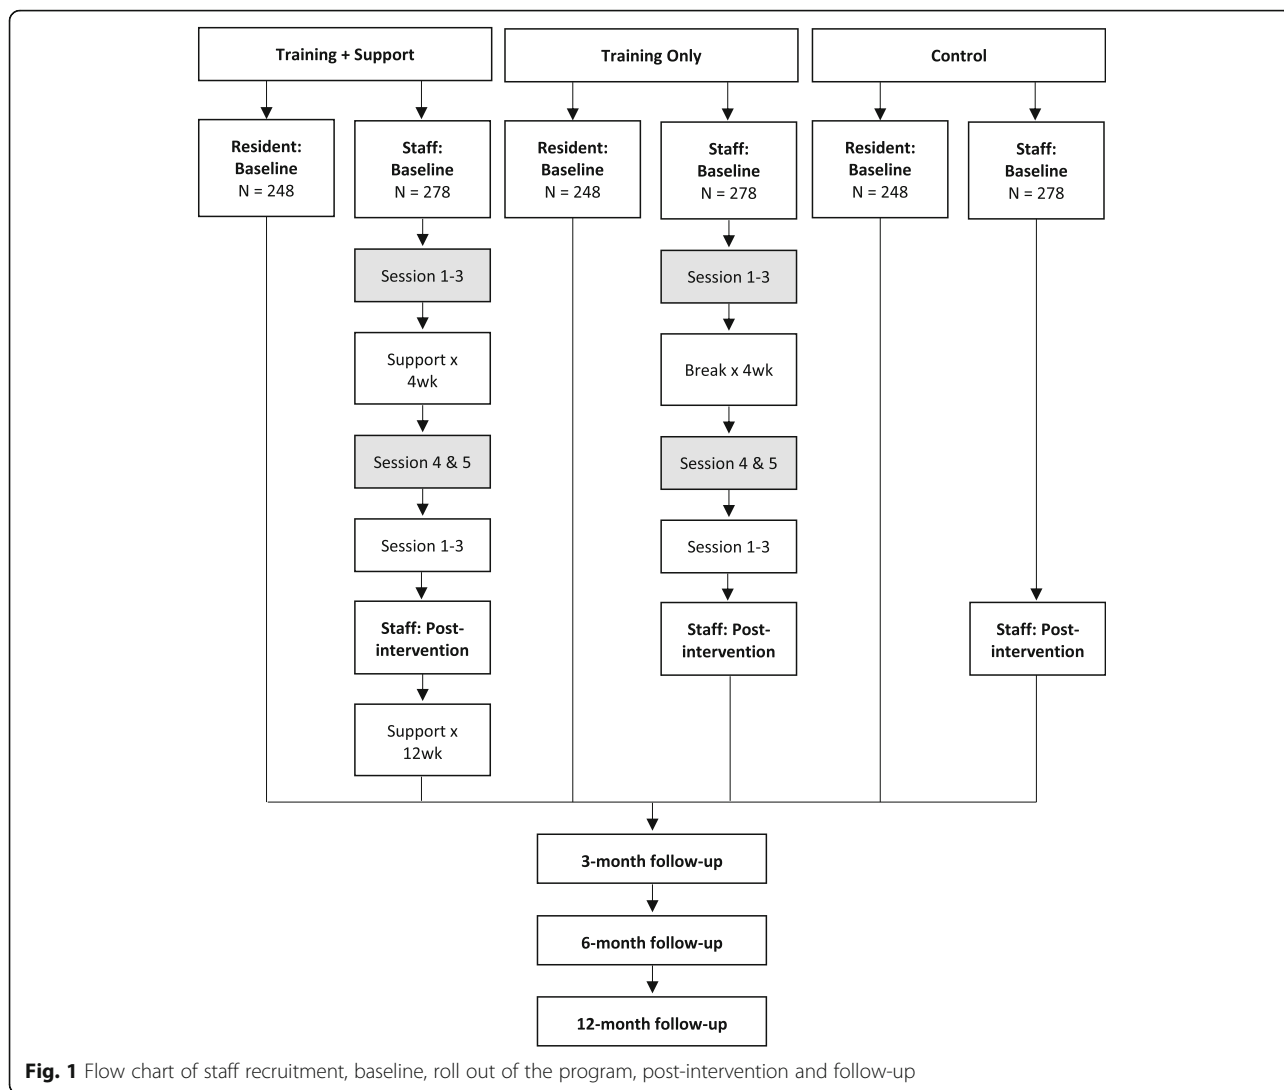 Training + Support
Training Only
Control
Resident:
Baseline
N = 248
Staff:
Baseline
N = 278
Resident:
Baseline
N = 248
Staff:
Baseline
N = 278
Resident:
Baseline
N = 248
Staff:
Baseline
N = 278
Session 1-3
Session 1-3
Support x
4wk
Break x 4wk
Session 4 & 5
Session 4 & 5
Session 1-3
Session 1-3
Staff: Post-
intervention
Staff: Post-
intervention
Staff: Post-
intervention
Support x
12wk
3-month follow-up
6-month follow-up
12-month follow-up
Fig. 1 Flow chart of staff recruitment, baseline, roll out of the program, post-intervention and follow-up